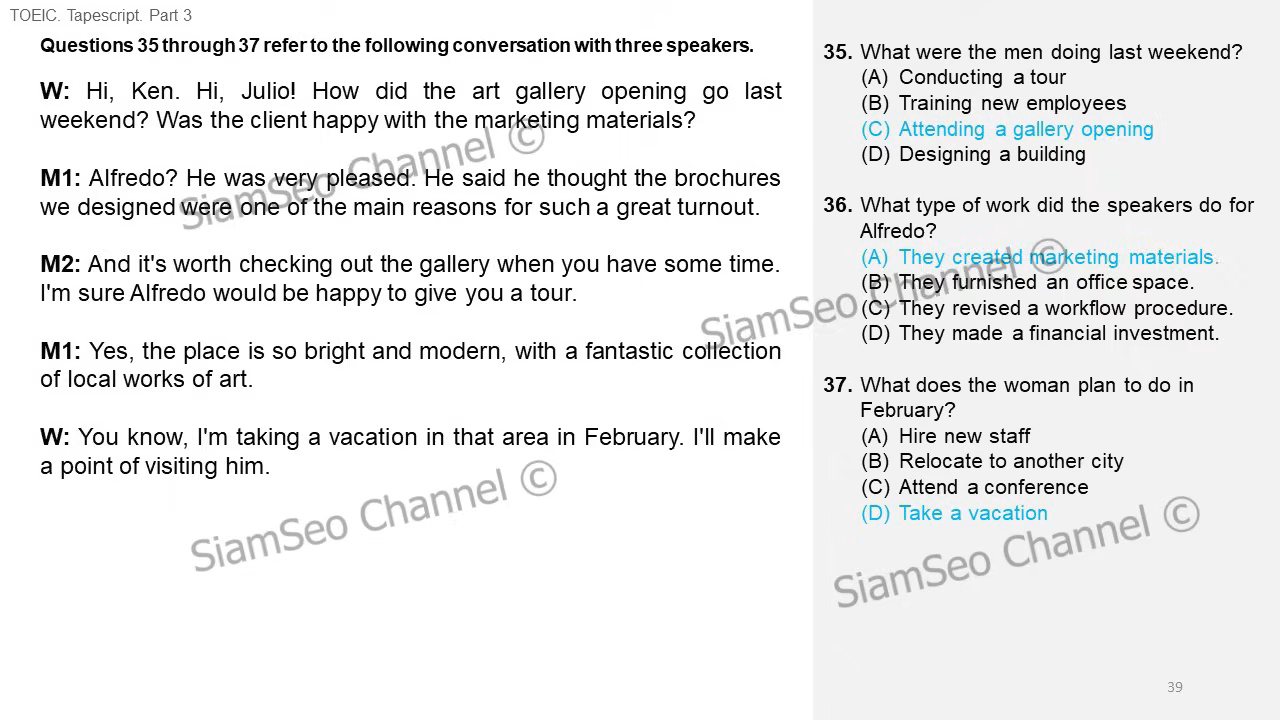 TOEIC. Tapescript. Part 3
Questions 35 through 37 refer to the following conversation with three speakers.
W: Hi, Ken. Hi, Julio! How did the art gallery opening go last
weekend? Was the client happy with the marketing materials?
M1: Alfredo? He was very pleased. He said he thought the brochures
we designed were one of the main reasons for such a great turnout.
M2: And it's worth checking out the gallery when you have some time.
I'm sure Alfredo would be happy to give you a tour.
M1: Yes, the place is so bright and modern, with a fantastic collection
of local works of art.
W: You know, I'm taking a vacation in that area in February. I'll make
a point of visiting him.
SiamSeo Channel ©
SiamSeo Channel ©
35. What were the men doing last weekend?
(A) Conducting a tour
(B) Training new employees
(C) Attending a gallery opening
(D) Designing a building
36. What type of work did the speakers do for
Alfredo?
(A) They created marketing materials.
(B) They furnished an office space.
(C) They revised a workflow procedure.
(D) They made a financial investment.
37. What does the woman plan to do in
February?
(A) Hire new staff
(B) Relocate to another city
(C) Attend a conference
(D) Take a vacation
SiamSeo Channel ©
SiamSeo Channel ©
39